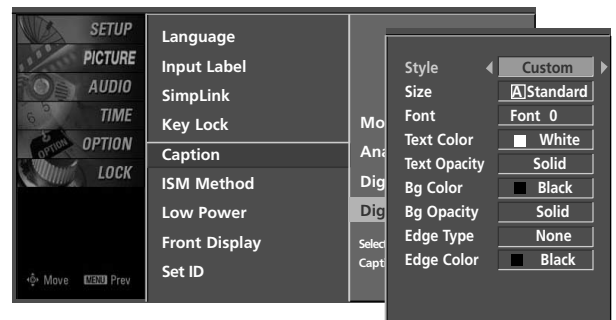 SETUP
PICTURE
AUDIO
TIME
OPTION
LOCK
Move MENU Prev
Language
Input Label
SimpLink
Key Lock
Caption
ISM Method
Low Power
Front Display
Set ID
Mo
Ana
Dig
Dig
Select
Capti
Style Custom
Size A Standard
Font Font 0
Text Color White
Text Opacity Solid
Bg Color Black
Bg Opacity Solid
Edge Type None
Edge Color Black